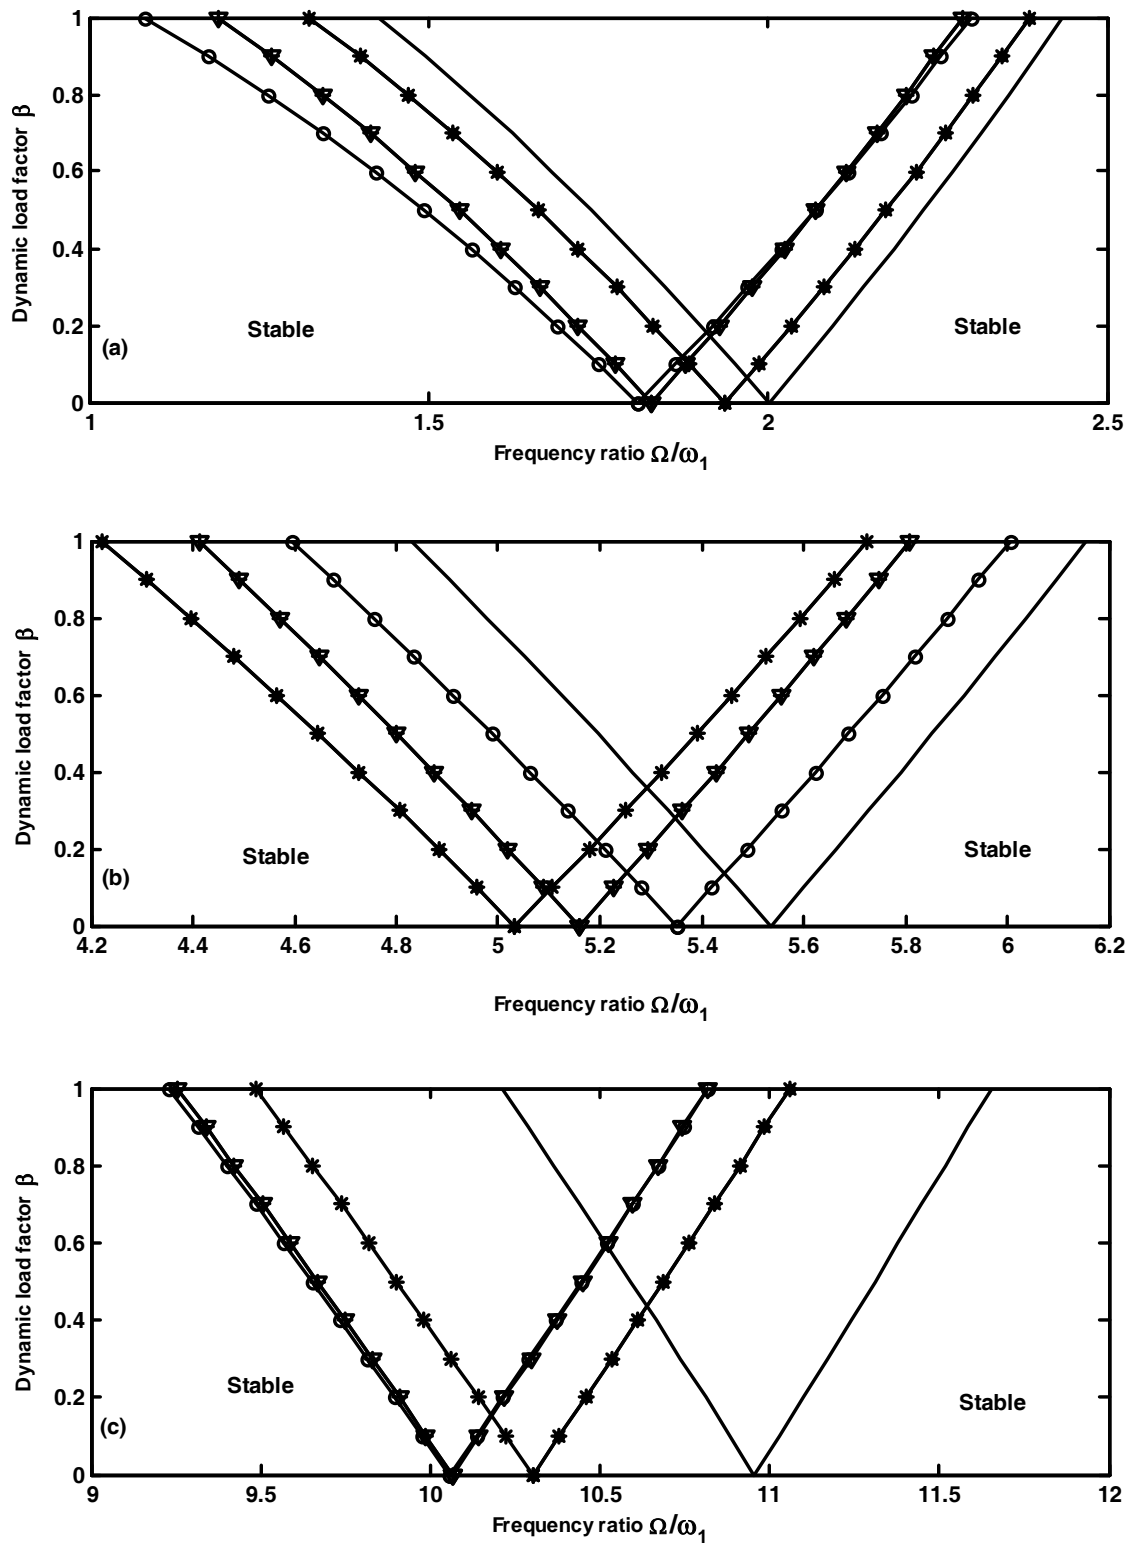 1
0.8
0.6
0.4
0.2
0
Dynamic load factor β
(a)
Stable
Stable
1
1.5
2
2.5
Frequency ratio Ω/ω₁
1
0.8
0.6
0.4
0.2
0
Dynamic load factor β
(b)
Stable
Stable
4.2
4.4
4.6
4.8
5
5.2
5.4
5.6
5.8
6
6.2
Frequency ratio Ω/ω₁
1
0.8
0.6
0.4
0.2
0
Dynamic load factor β
(c)
Stable
Stable
9
9.5
10
10.5
11
11.5
12
Frequency ratio Ω/ω₁